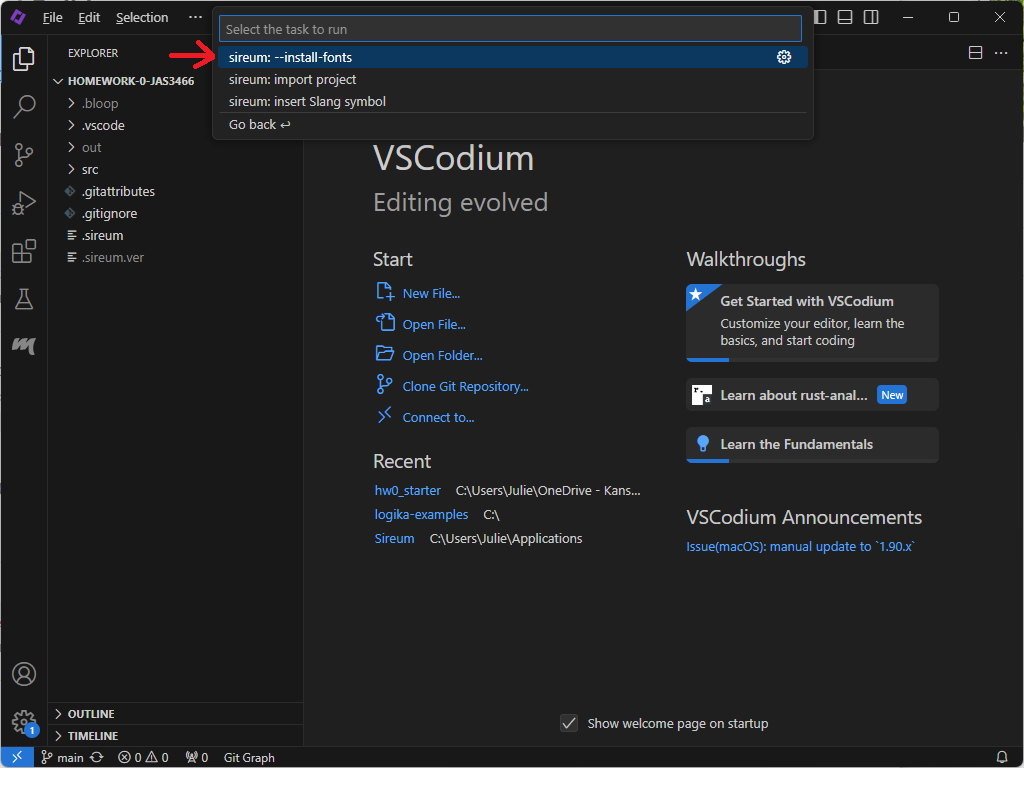 File Edit Selection ···
Select the task to run
sireum: --install-fonts
sireum: import project
sireum: insert Slang symbol
Go back ↩
EXPLORER
HOMEWORK-0-JAS3466
.bloop
.vscode
out
src
.gitattributes
.gitignore
.sireum
.sireum.ver
OUTLINE
TIMELINE
VSCodium
Editing evolved
Start
New File...
Open File...
Open Folder...
Clone Git Repository...
Connect to...
Recent
hw0_starter C:\Users\Julie\OneDrive - Kans...
logika-examples C:\
Sireum C:\Users\Julie\Applications
Walkthroughs
Get Started with VSCodium
Customize your editor, learn the
basics, and start coding
r.
a
Learn about rust-anal... New
Learn the Fundamentals
VSCodium Announcements
Issue(macOS): manual update to `1.90.x`
Show welcome page on startup
1
main 0 0 0 Git Graph